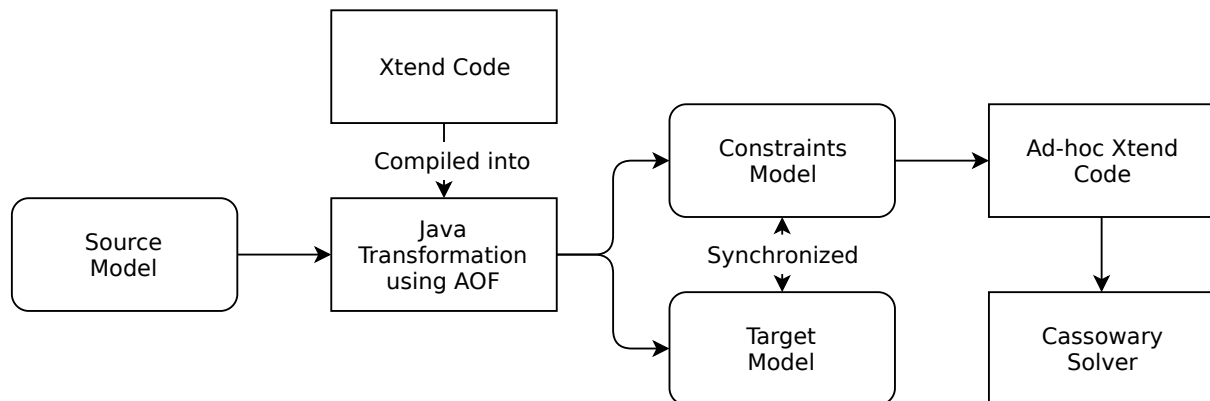 Xtend Code
Compiled into
Source
Model
Java
Transformation
using AOF
Constraints
Model
Synchronized
Target
Model
Ad-hoc Xtend
Code
Cassowary
Solver